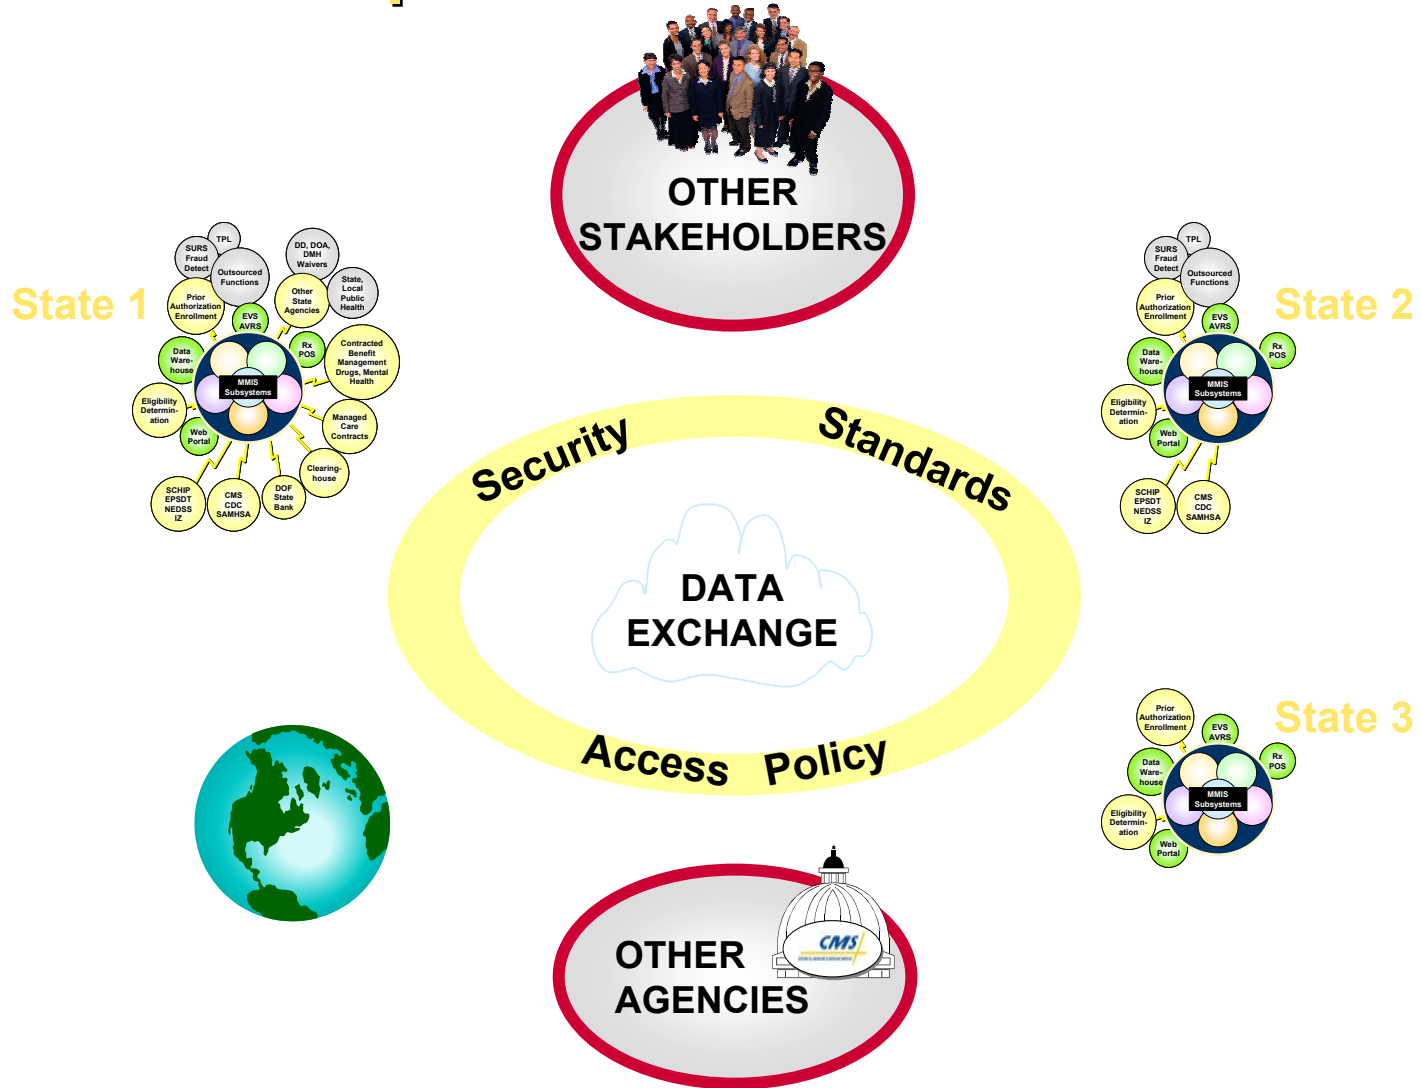 OTHER
STAKEHOLDERS
State 1
TPL
SURS
Fraud
Detect
Outsourced
Functions
DD, DOA,
DMH
Waivers
State,
Local
Public
Health
Prior
Authorization
Enrollment
Other
State
Agencies
EVS
AVRS
Rx
POS
Data
Ware-
house
Contracted
Benefit
Management
Drugs, Mental
Health
MMIS
Subsystems
Eligibility
Determin-
ation
Managed
Care
Contracts
Web
Portal
Clearing-
house
SCHIP
EPSDT
NEDSS
IZ
CMS
CDC
SAMHSA
DOF
State
Bank
State 2
TPL
SURS
Fraud
Detect
Outsourced
Functions
Prior
Authorization
Enrollment
EVS
AVRS
Rx
POS
Data
Ware-
house
MMIS
Subsystems
Eligibility
Determin-
ation
Web
Portal
SCHIP
EPSDT
NEDSS
IZ
CMS
CDC
SAMHSA
Security
Standards
DATA
EXCHANGE
Access Policy
State 3
Prior
Authorization
Enrollment
EVS
AVRS
Rx
POS
Data
Ware-
house
MMIS
Subsystems
Eligibility
Determin-
ation
Web
Portal
OTHER
AGENCIES
CMS